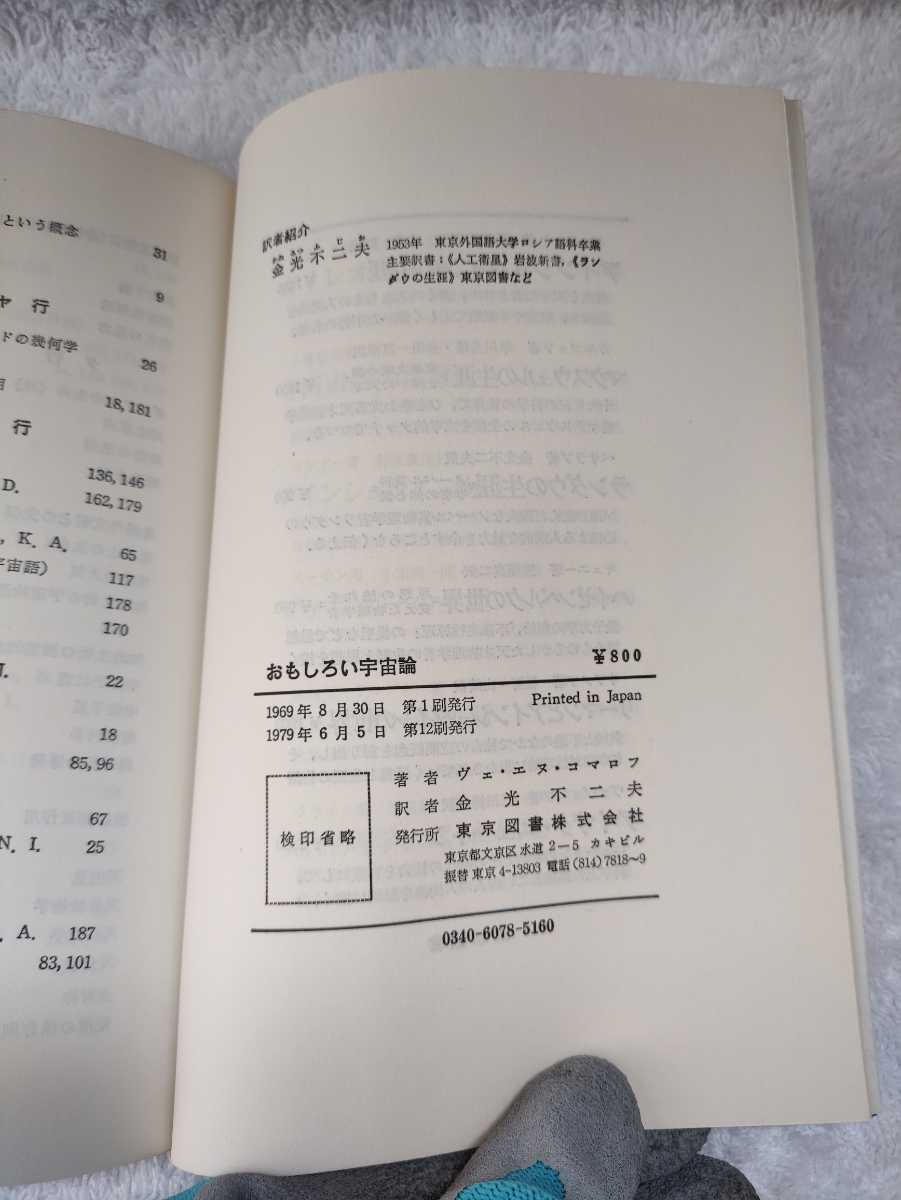 という概念 31
9
ヤ 行
ドの幾何学 26
18, 181
行
136, 146
D. 162, 179
, K. A. 65
宇宙語) 117
178
170
22
18
85, 96
67
N. I. 25
. A. 187
83, 101
訳者紹介
かね みつ ふ じ お
金光不二夫
1953年 東京外国語大学ロシア語科卒業
主要訳書:《人工衛星》岩波新書,《ラン
ダウの生涯》東京図書など
おもしろい宇宙論 ¥800
1969年8月30日 第1刷発行 Printed in Japan
1979年6月5日 第12刷発行
検印省略
著者 ヴェ・エヌ・コマロフ
訳者 金光不二夫
発行所 東京図書株式会社
東京都文京区水道2-5 カキビル
振替東京4-13803 電話(814)7818~9
0340-6078-5160